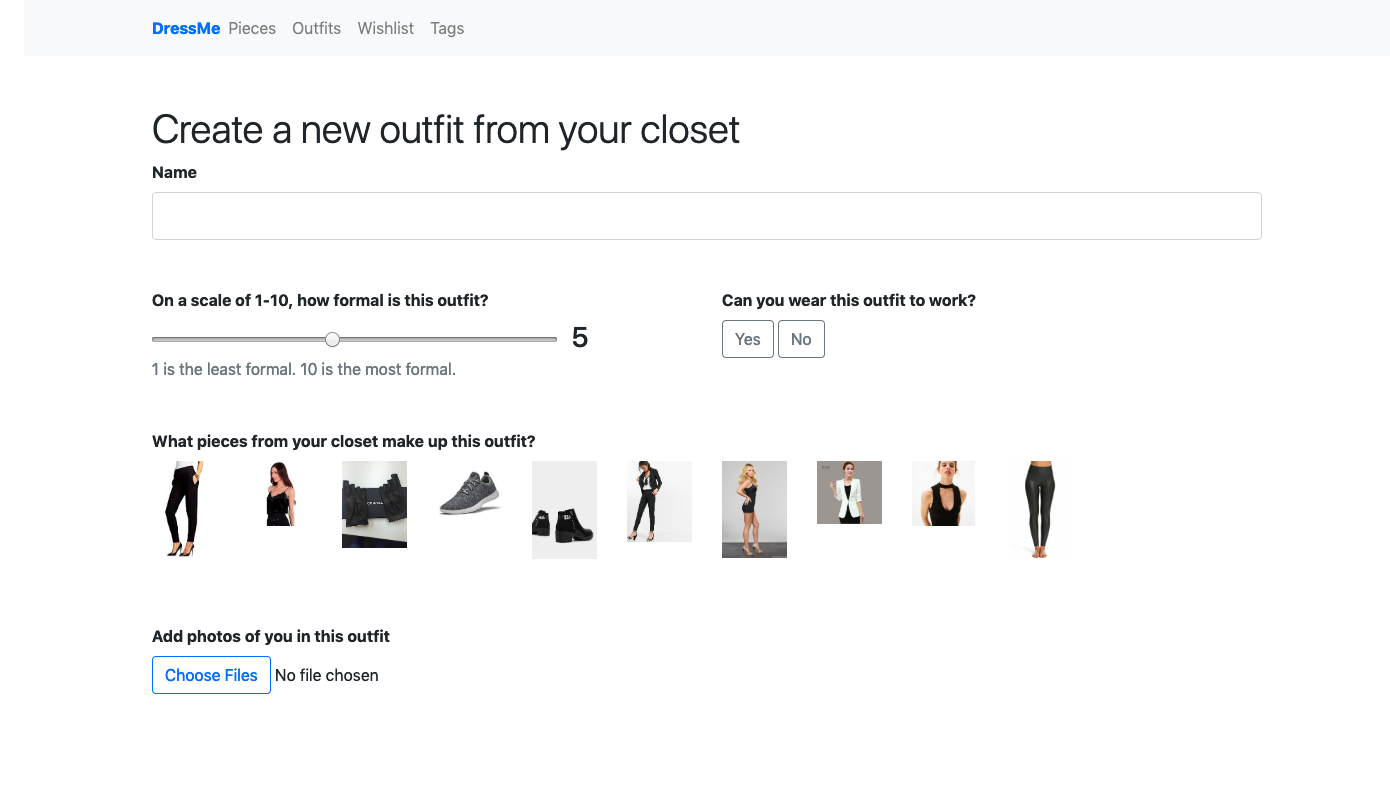 DressMe Pieces Outfits Wishlist Tags
Create a new outfit from your closet
Name
On a scale of 1-10, how formal is this outfit?
5
1 is the least formal. 10 is the most formal.
Can you wear this outfit to work?
Yes No
What pieces from your closet make up this outfit?
Add photos of you in this outfit
Choose Files No file chosen